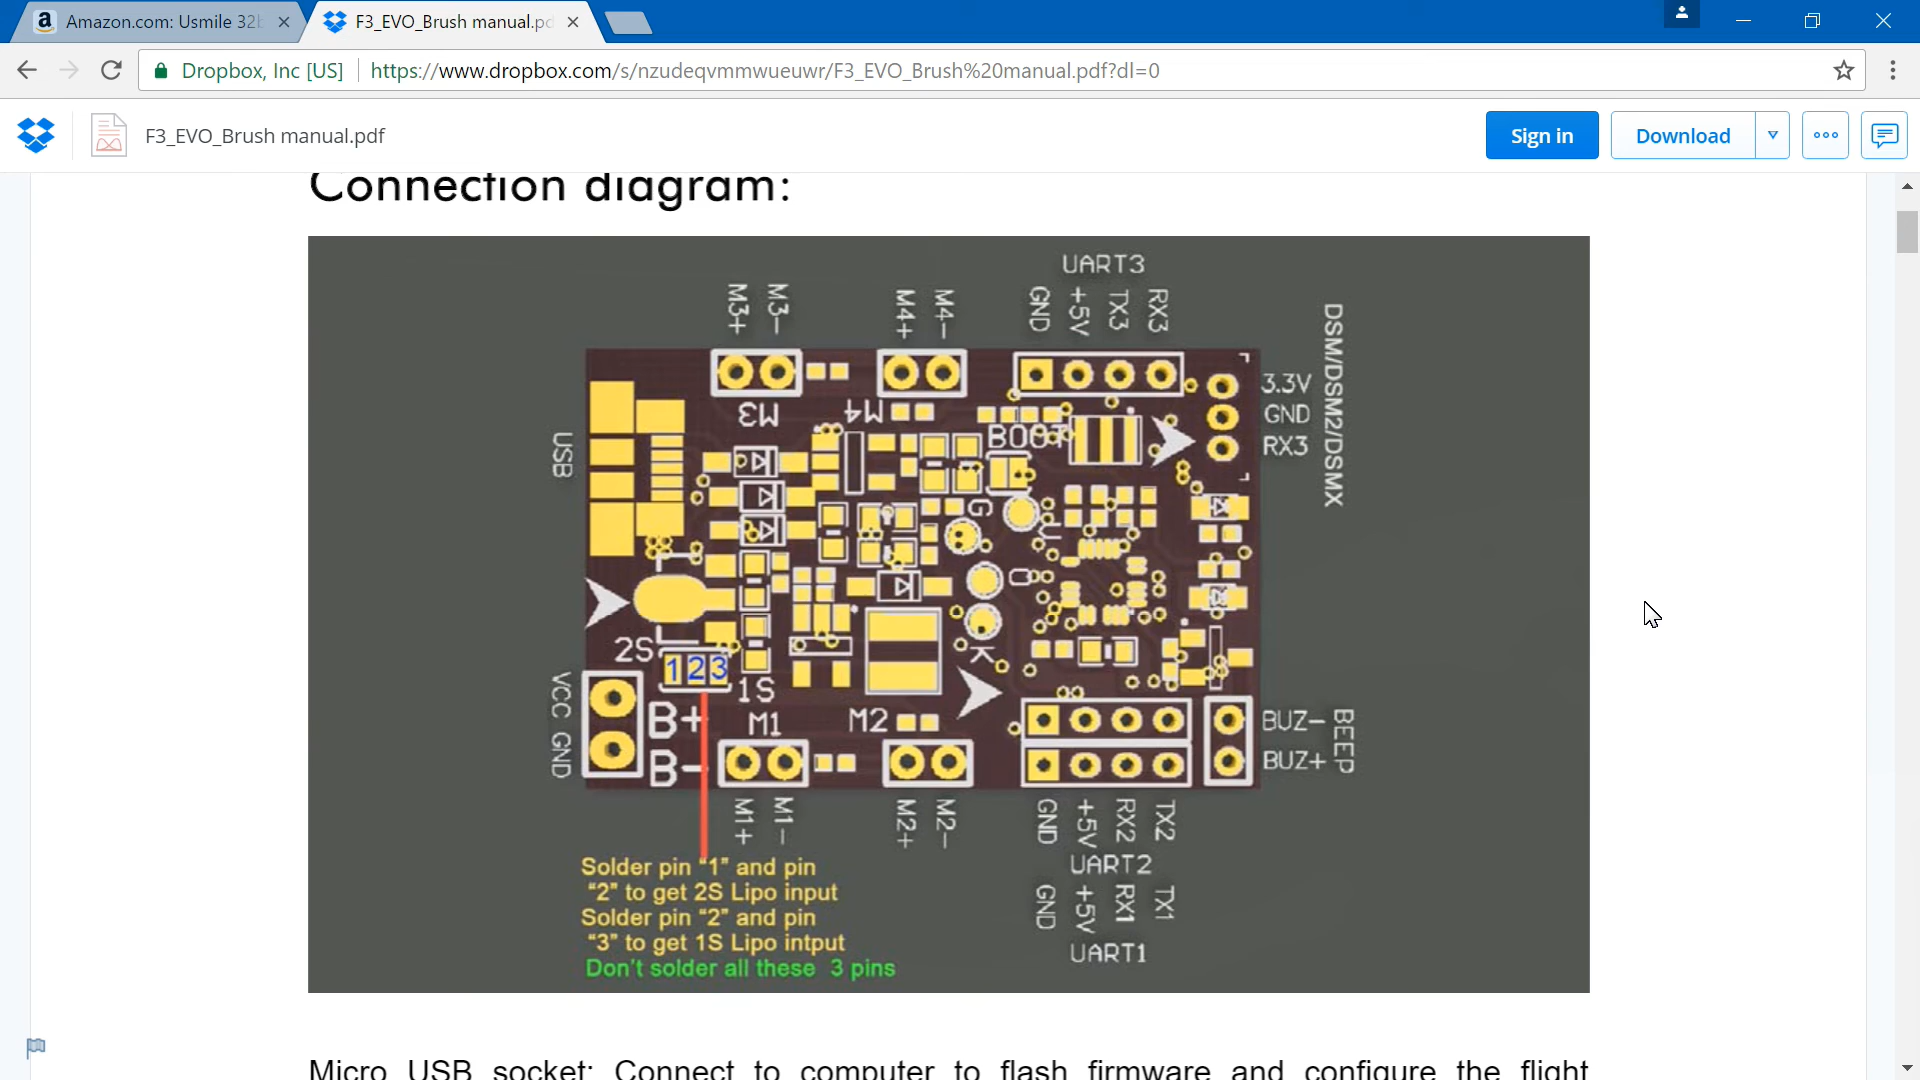 Amazon.com: Usmile 32b
F3_EVO_Brush manual.pd
Dropbox, Inc [US]
https://www.dropbox.com/s/nzudeqvmmwueuwr/F3_EVO_Brush%20manual.pdf?dl=0
F3_EVO_Brush manual.pdf
Sign in
Download
Connection diagram:
UART3
M3+
M3-
M4+
M4-
GND
+5V
TX3
RX3
DSM/DSM2/DSMX
3.3V
GND
RX3
M3
M4
BOOT
USB
G
K
2S
1 2 3
1S
VCC
GND
B+
B-
M1
M2
BUZ-
BUZ+
BEEP
M1+
M1-
M2+
M2-
GND
+5V
RX2
TX2
UART2
GND
+5V
RX1
TX1
UART1
Solder pin “1” and pin
“2” to get 2S Lipo input
Solder pin “2” and pin
“3” to get 1S Lipo intput
Don't solder all these 3 pins
Micro USB socket: Connect to computer to flash firmware and configure the flight